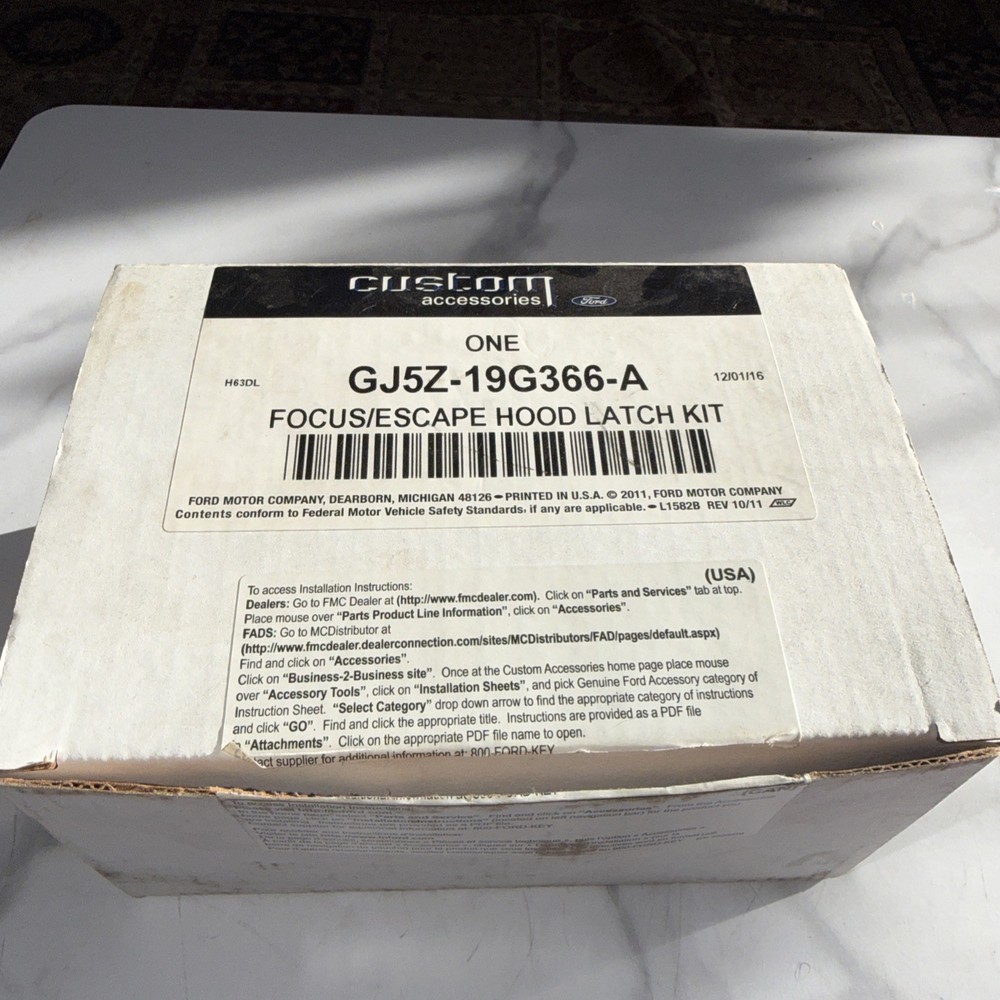 custom
accessories Ford
ONE
H63DL GJ5Z-19G366-A 12/01/16
FOCUS/ESCAPE HOOD LATCH KIT
FORD MOTOR COMPANY, DEARBORN, MICHIGAN 48126 – PRINTED IN U.S.A. © 2011, FORD MOTOR COMPANY
Contents conform to Federal Motor Vehicle Safety Standards, if any are applicable. – L1582B REV 10/11 WLC
(USA)
To access Installation Instructions:
Dealers: Go to FMC Dealer at (http://www.fmcdealer.com). Click on "Parts and Services" tab at top.
Place mouse over "Parts Product Line Information", click on "Accessories".
FADS: Go to MCDistributor at
(http://www.fmcdealer.dealerconnection.com/sites/MCDistributors/FAD/pages/default.aspx)
Find and click on "Accessories".
Click on "Business-2-Business site". Once at the Custom Accessories home page place mouse
over "Accessory Tools", click on "Installation Sheets", and pick Genuine Ford Accessory category of
Instruction Sheet. "Select Category" drop down arrow to find the appropriate category of instructions
and click "GO". Find and click the appropriate title. Instructions are provided as a PDF file
"Attachments". Click on the appropriate PDF file name to open.
supplier for additional information at: 800-FORD-KEY
(CAN)